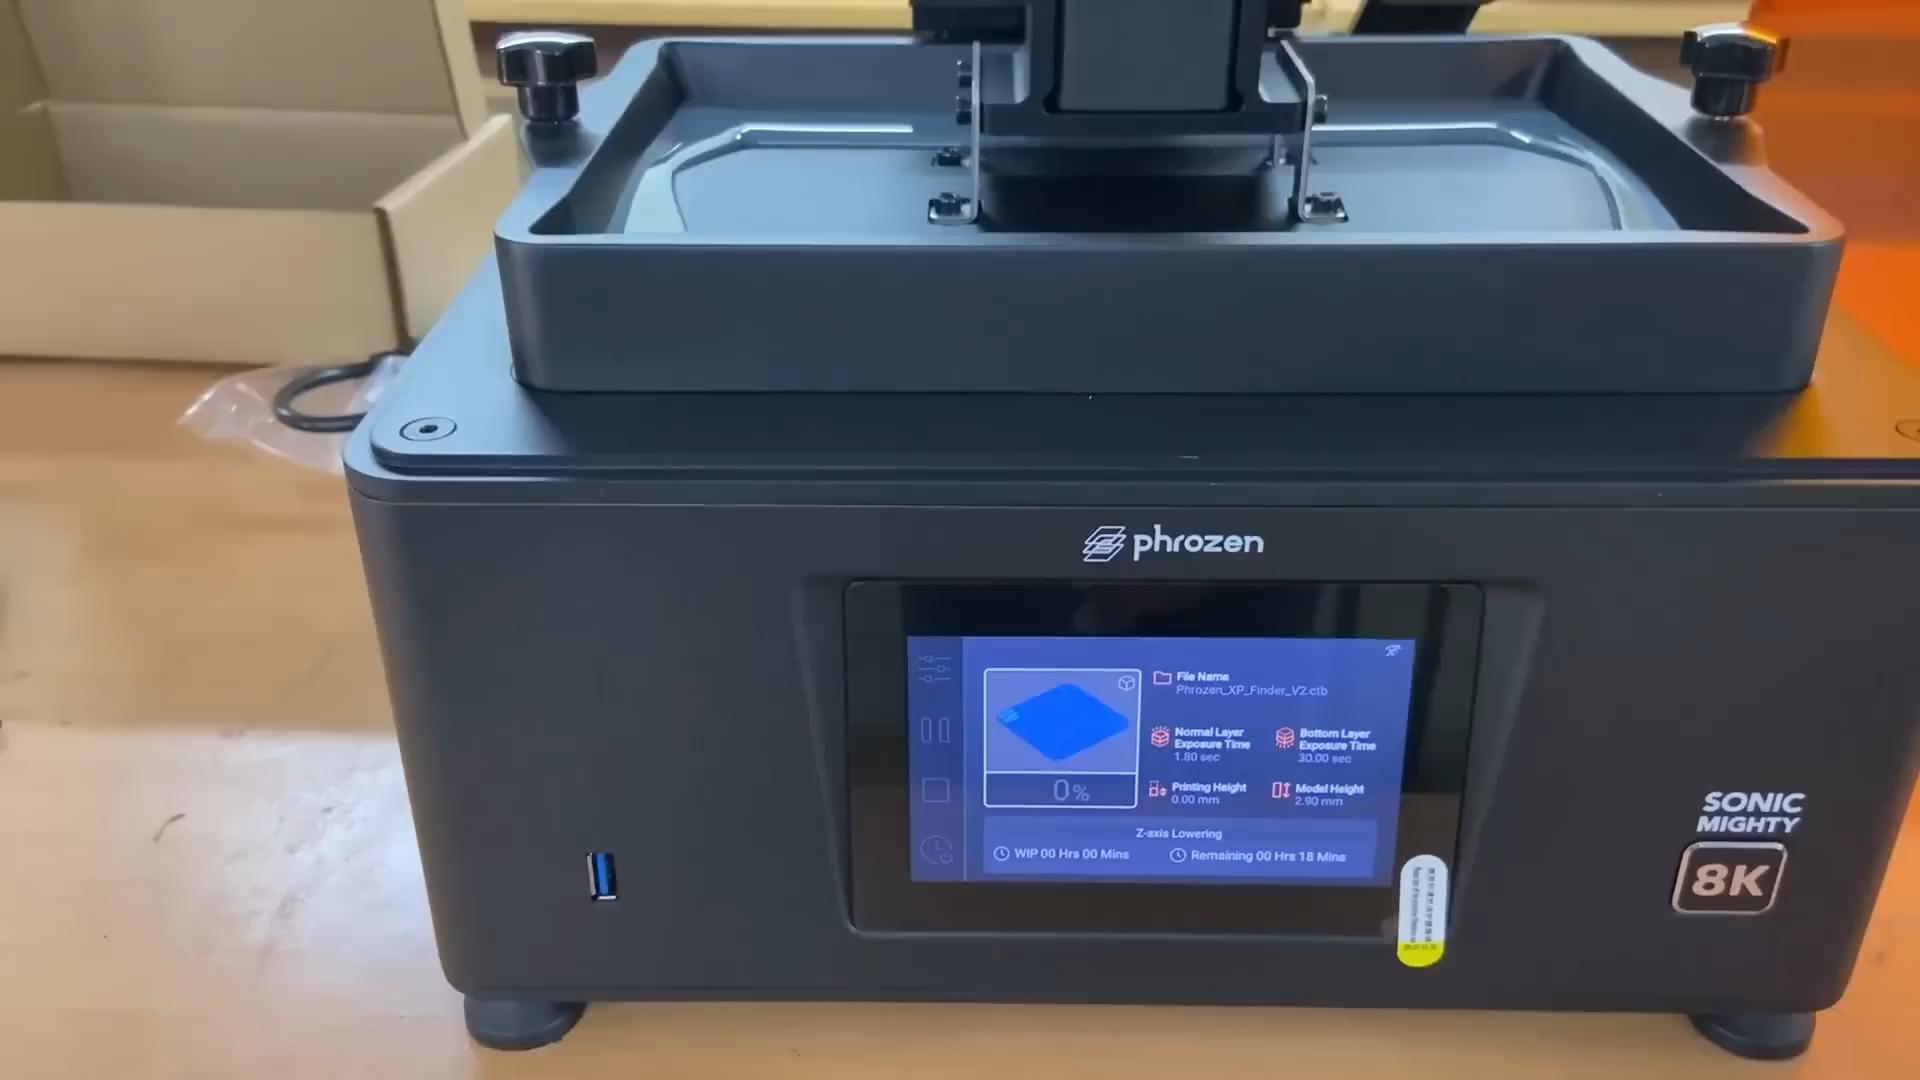 phrozen
File Name
Phrozen_XP_Finder_V2.ctb
Normal Layer
Exposure Time
1.80 sec
Bottom Layer
Exposure Time
30.00 sec
0%
Printing Height
0.00 mm
Model Height
2.90 mm
Z-axis Lowering
WIP 00 Hrs 00 Mins
Remaining 00 Hrs 18 Mins
SONIC
MIGHTY
8K